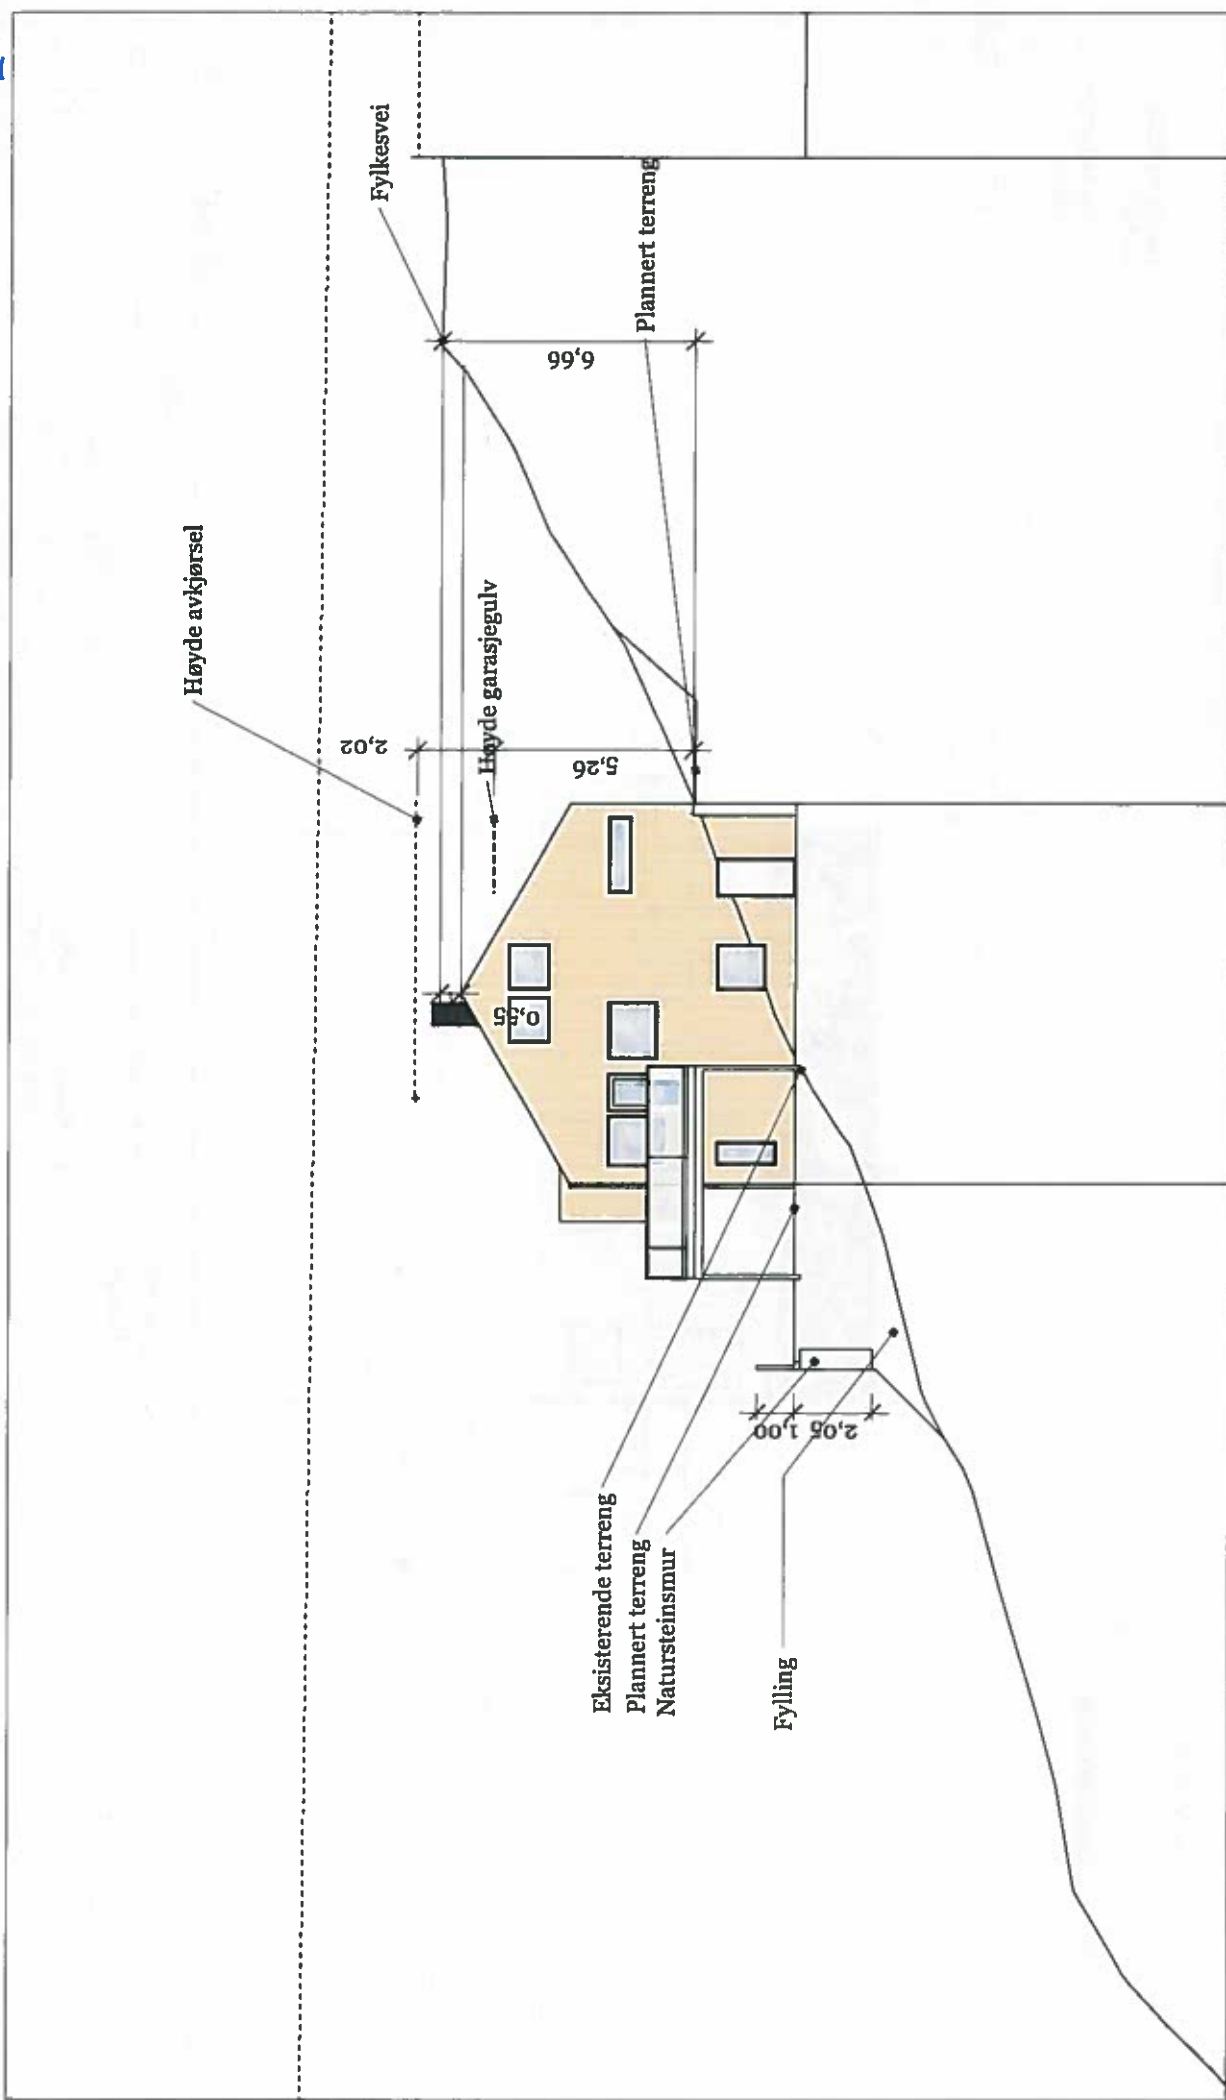 Høyde avkjørsel
Fylkesvei
2,02
Høyde garasjegulv
6,66
Plannert terreng
5,26
0,55
Eksisterende terreng
Plannert terreng
Natursteinsmur
1,00
2,05
Fylling